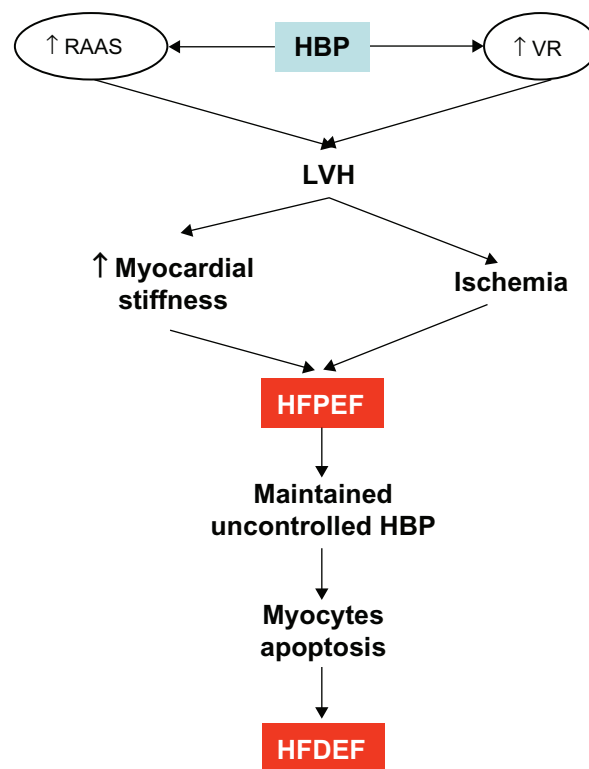 ↑ RAAS
HBP
↑ VR
LVH
↑ Myocardial
stiffness
Ischemia
HFPEF
Maintained
uncontrolled HBP
Myocytes
apoptosis
HFDEF